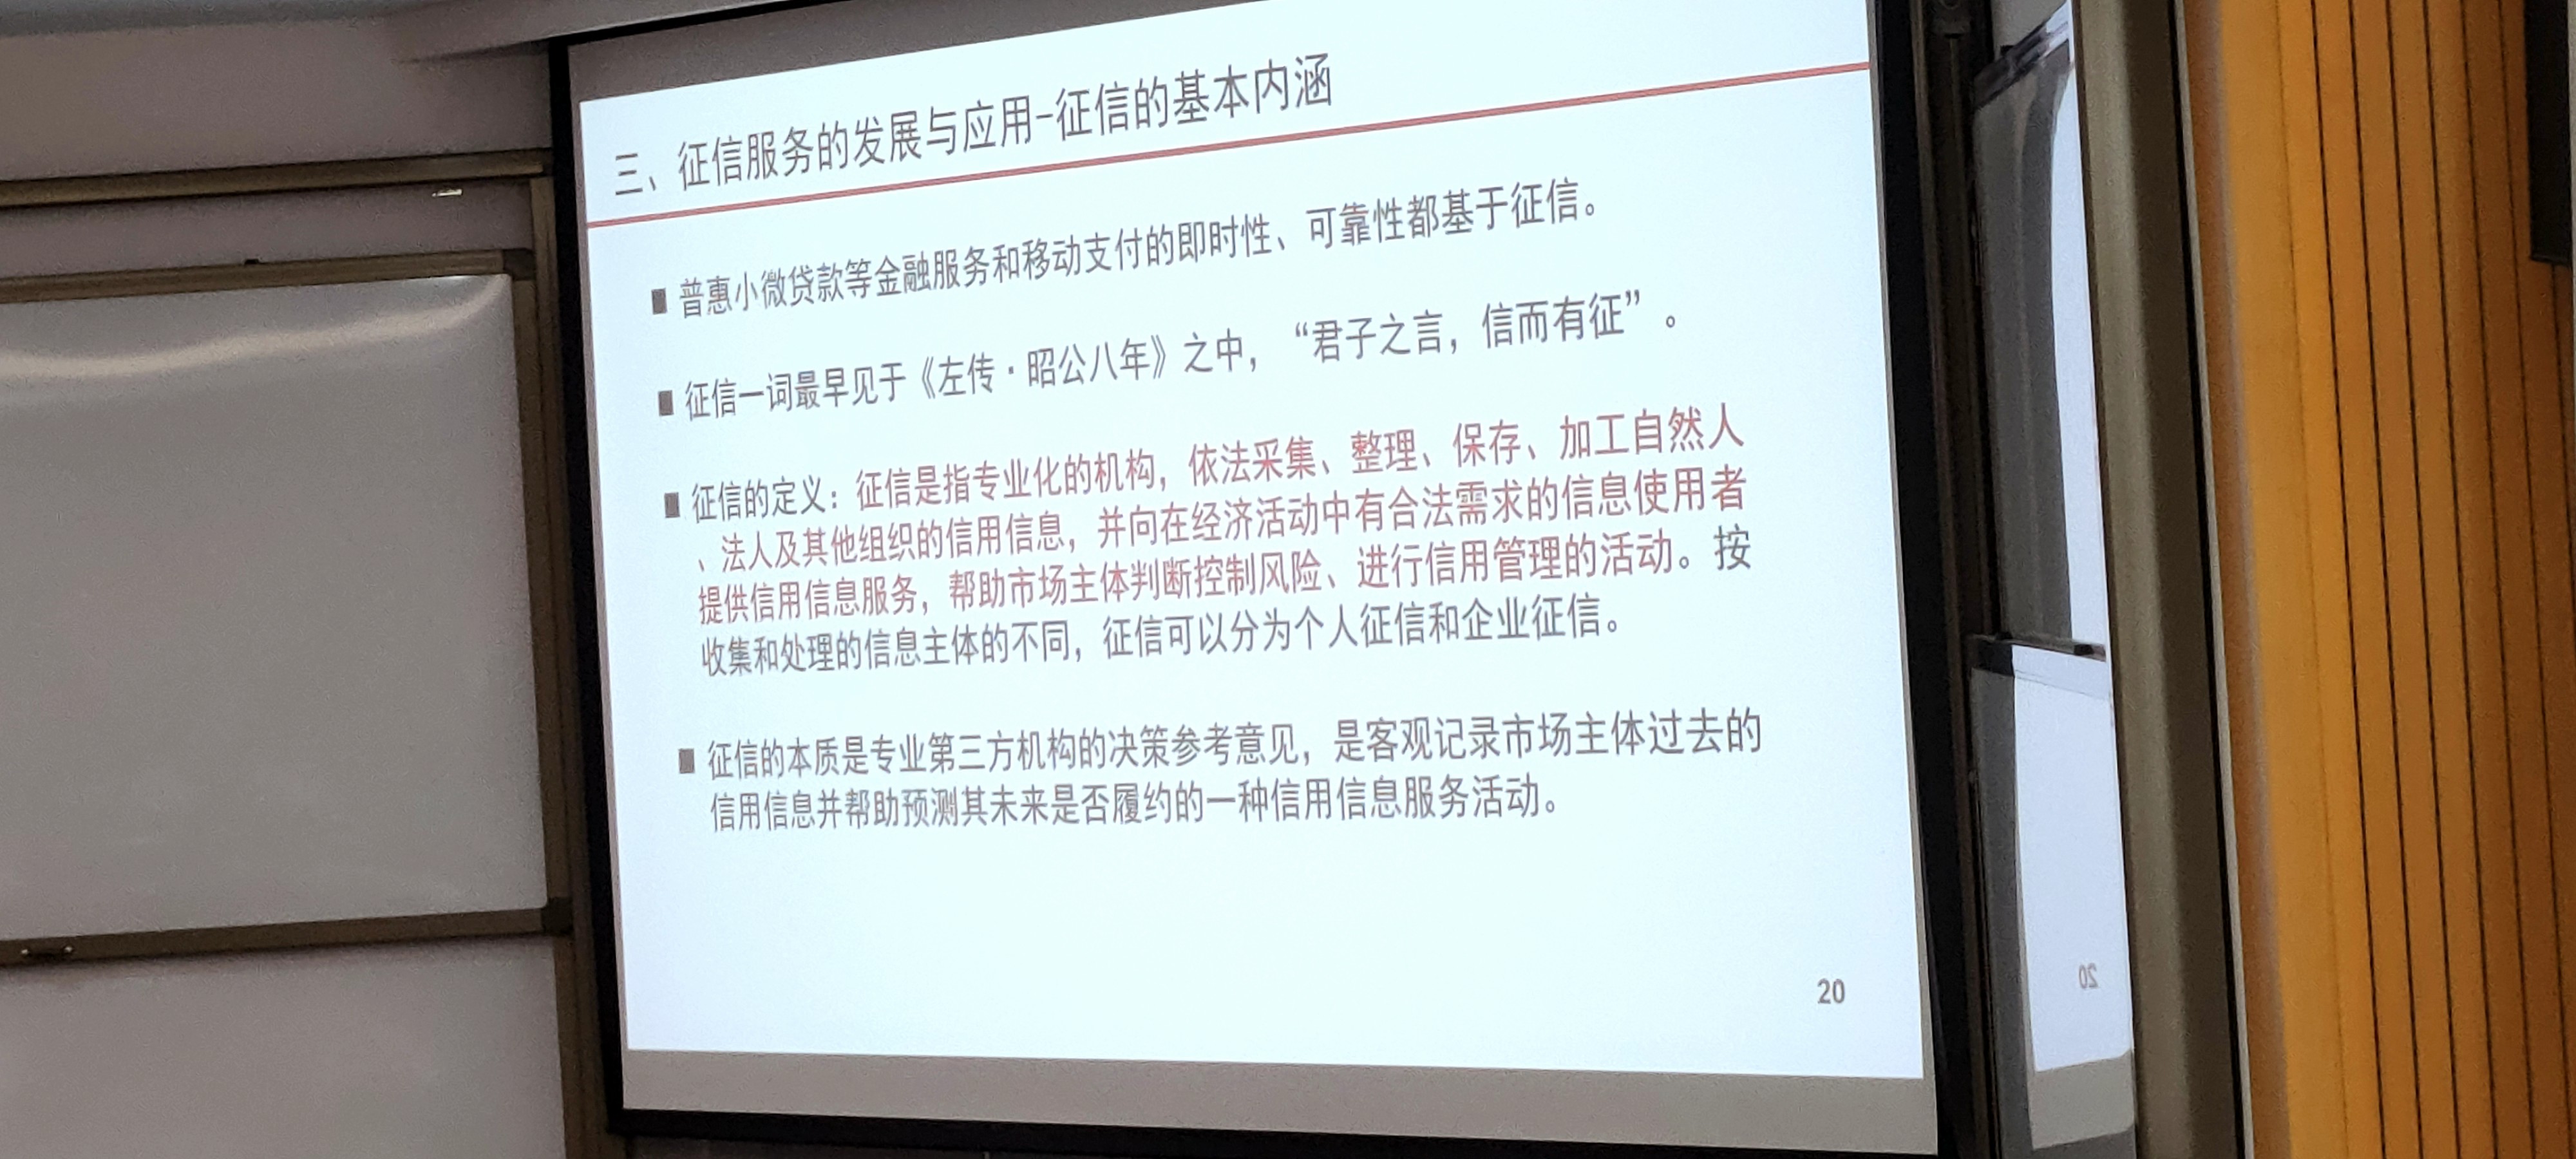 三、征信服务的发展与应用-征信的基本内涵
■ 普惠小微贷款等金融服务和移动支付的即时性、可靠性都基于征信。
■ 征信一词最早见于《左传·昭公八年》之中，“君子之言，信而有征”。
■ 征信的定义：征信是指专业化的机构，依法采集、整理、保存、加工自然人
、法人及其他组织的信用信息，并向在经济活动中有合法需求的信息使用者
提供信用信息服务，帮助市场主体判断控制风险、进行信用管理的活动。按
收集和处理的信息主体的不同，征信可以分为个人征信和企业征信。
■ 征信的本质是专业第三方机构的决策参考意见，是客观记录市场主体过去的
信用信息并帮助预测其未来是否履约的一种信用信息服务活动。
20
20